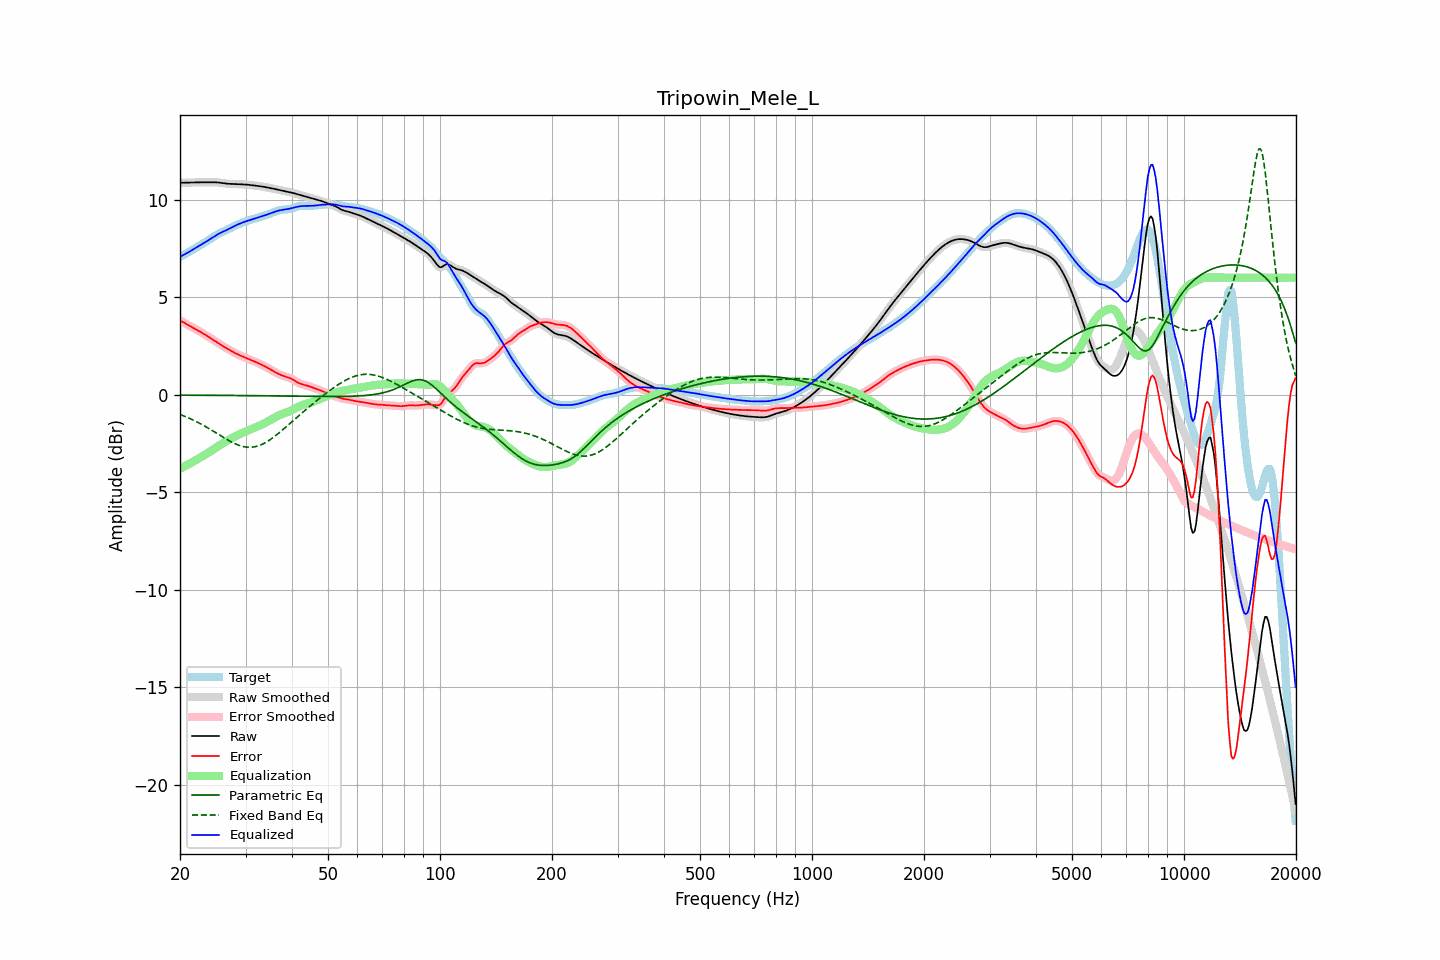 Tripowin_Mele_L
Amplitude (dBr)
10
5
0
−5
−10
−15
−20
Target
Raw Smoothed
Error Smoothed
Raw
Error
Equalization
Parametric Eq
Fixed Band Eq
Equalized
20 50 100 200 500 1000 2000 5000 10000 20000
Frequency (Hz)